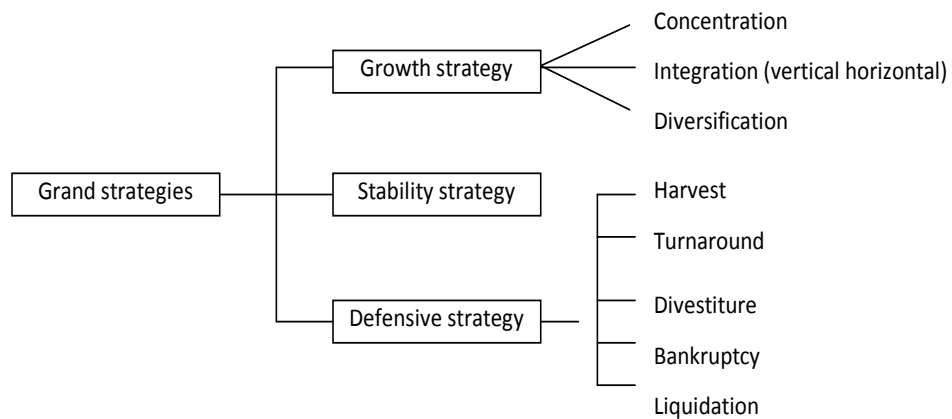 Concentration
Growth strategy
Integration (vertical horizontal)
Diversification
Grand strategies
Stability strategy
Harvest
Turnaround
Divestiture
Defensive strategy
Bankruptcy
Liquidation